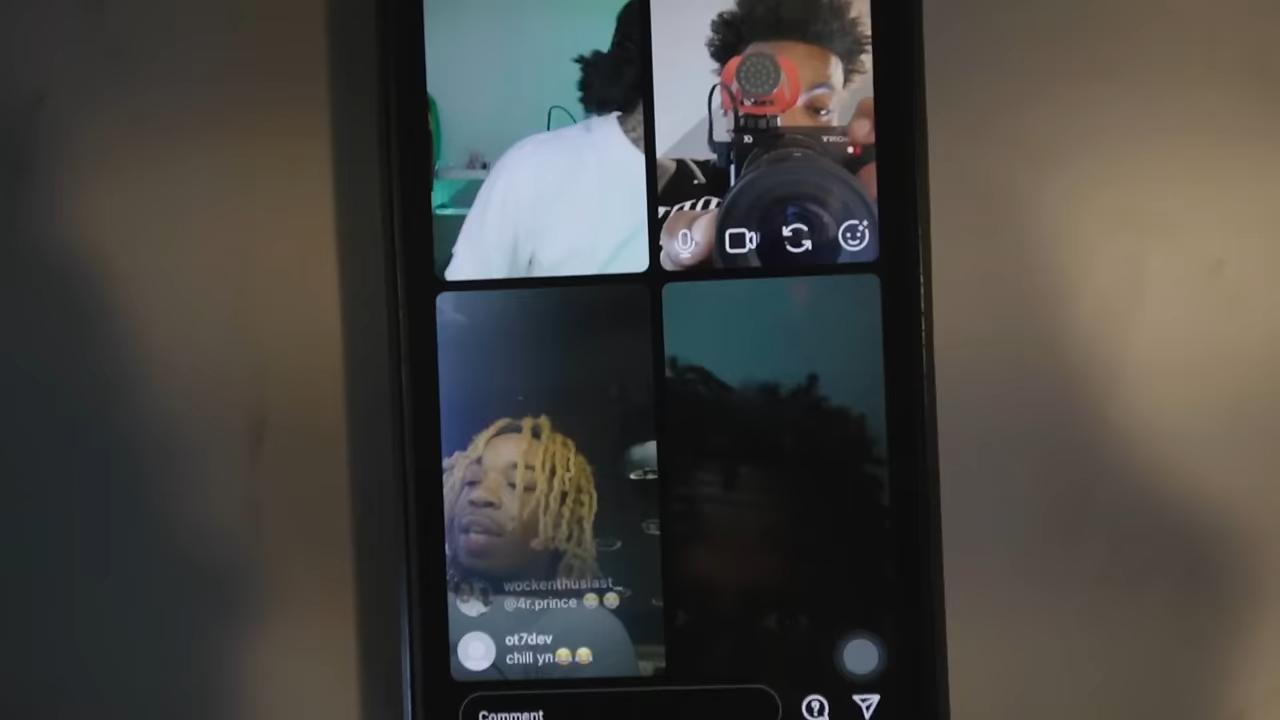 wockenthusiast_
@4r.prince 😂😂
ot7dev
chill yn😂😂
Comment